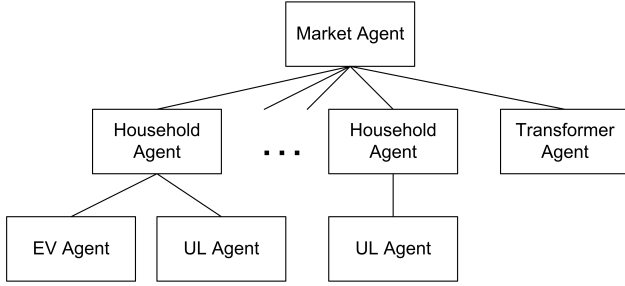 Market Agent
Household
Agent
...
Household
Agent
Transformer
Agent
EV Agent
UL Agent
UL Agent